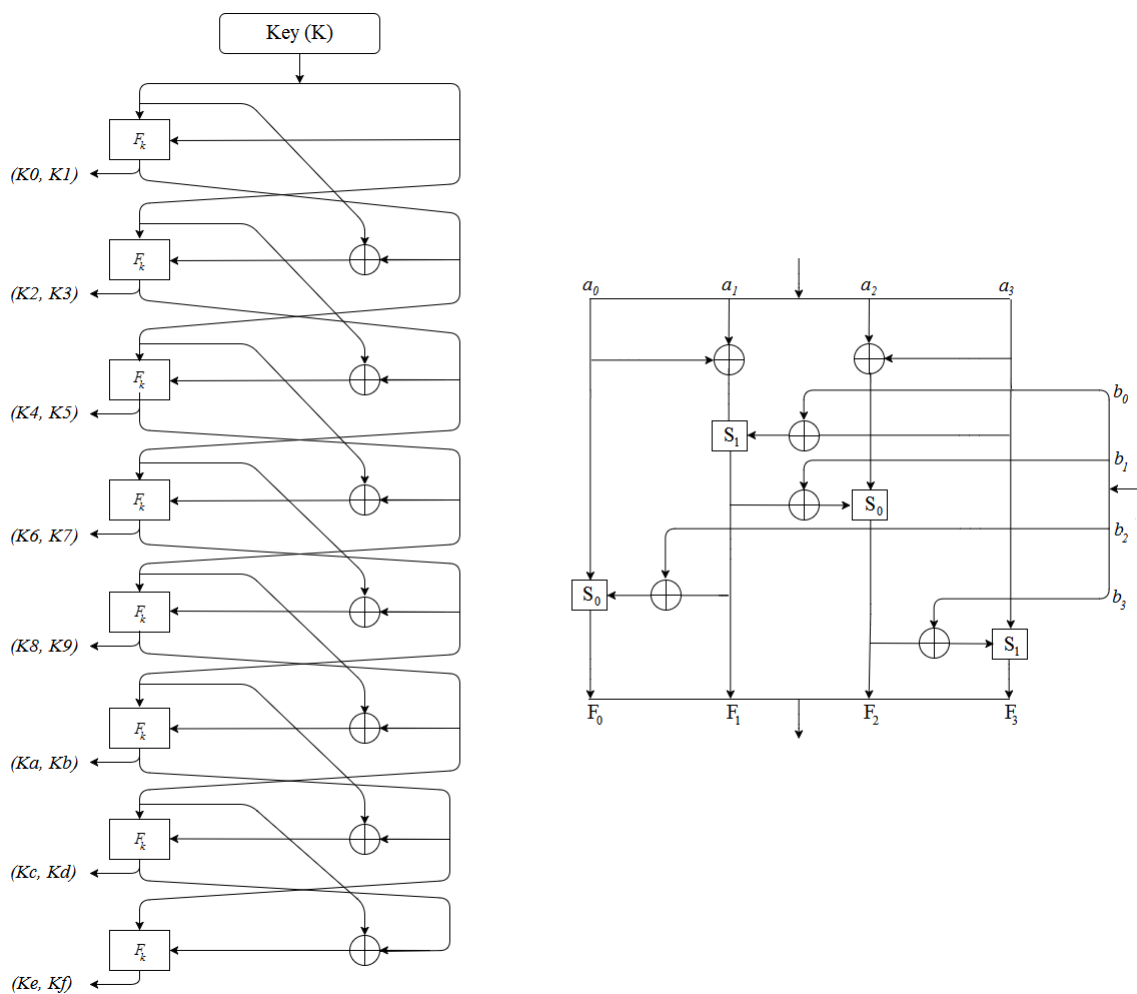 Key (K)
F_k
(K0, K1)
F_k
(K2, K3)
F_k
(K4, K5)
F_k
(K6, K7)
F_k
(K8, K9)
F_k
(Ka, Kb)
F_k
(Kc, Kd)
F_k
(Ke, Kf)
a_0 a_1 a_2 a_3
b_0
S_1
b_1
S_0
b_2
S_0
b_3
S_1
F_0 F_1 F_2 F_3